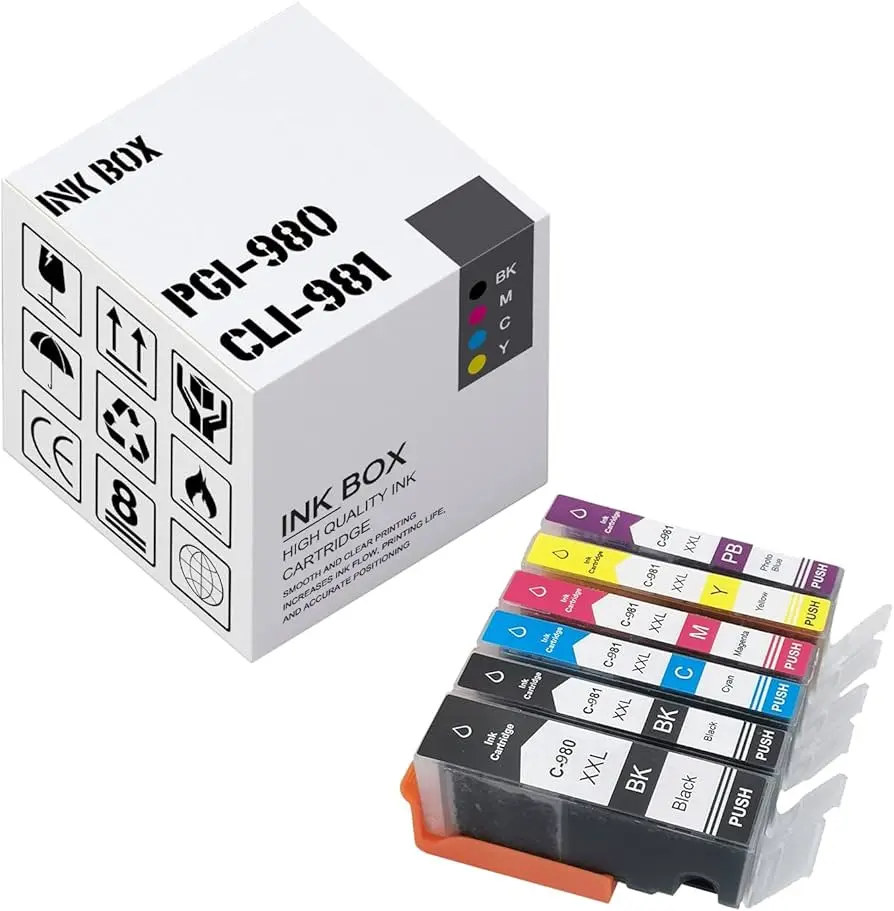 INK BOX
PGI-980
CLI-981
BK
M
C
Y
CE
8
INK BOX
HIGH QUALITY INK
CARTRIDGE
SMOOTH AND CLEAR PRINTING
INCREASES INK FLOW, PRINTING LIFE,
AND ACCURATE POSITIONING
Ink
Cartridge
C-981
XXL
PB
Photo
Blue
PUSH
Ink
Cartridge
C-981
XXL
Y
Yellow
PUSH
Ink
Cartridge
C-981
XXL
M
Magenta
PUSH
Ink
Cartridge
C-981
XXL
C
Cyan
PUSH
Ink
Cartridge
C-981
XXL
BK
Black
PUSH
Ink
Cartridge
C-980
XXL
BK
Black
PUSH